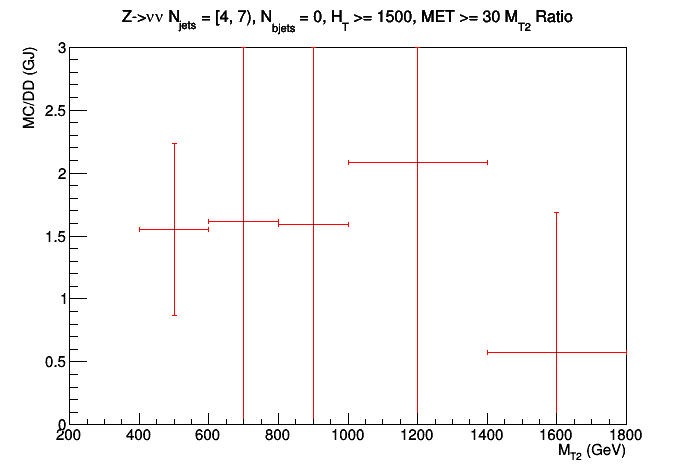 Z->νν N_jets = [4, 7), N_bjets = 0, H_T >= 1500, MET >= 30 M_T2 Ratio
MC/DD (GJ)
3
2.5
2
1.5
1
0.5
0
200 400 600 800 1000 1200 1400 1600 1800
M_T2 (GeV)